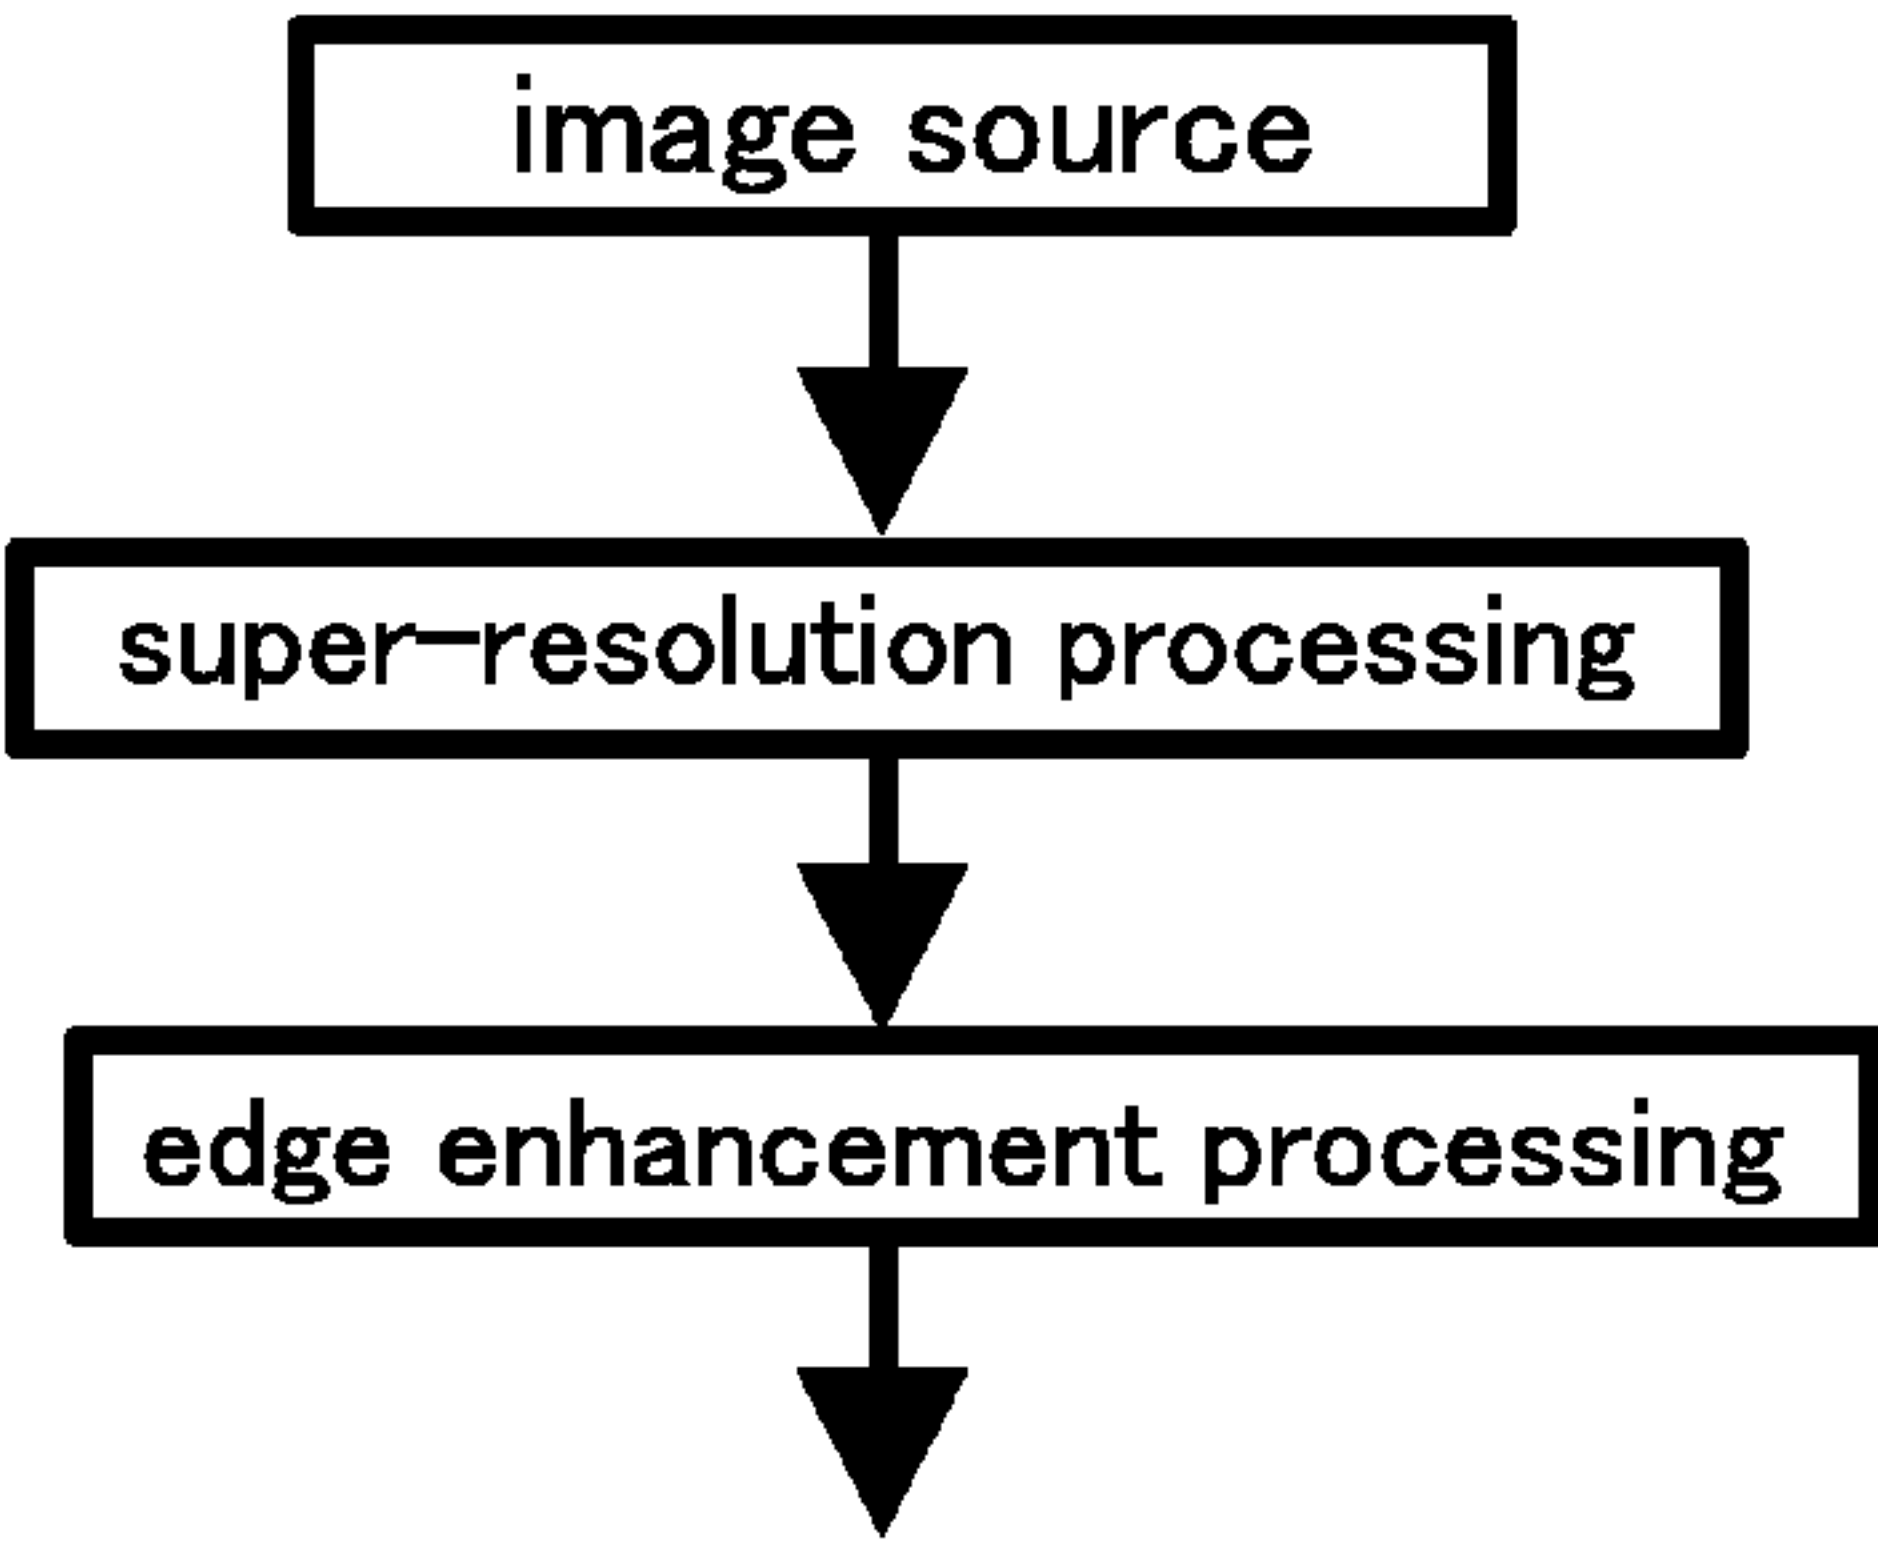 image source
super-resolution processing
edge enhancement processing